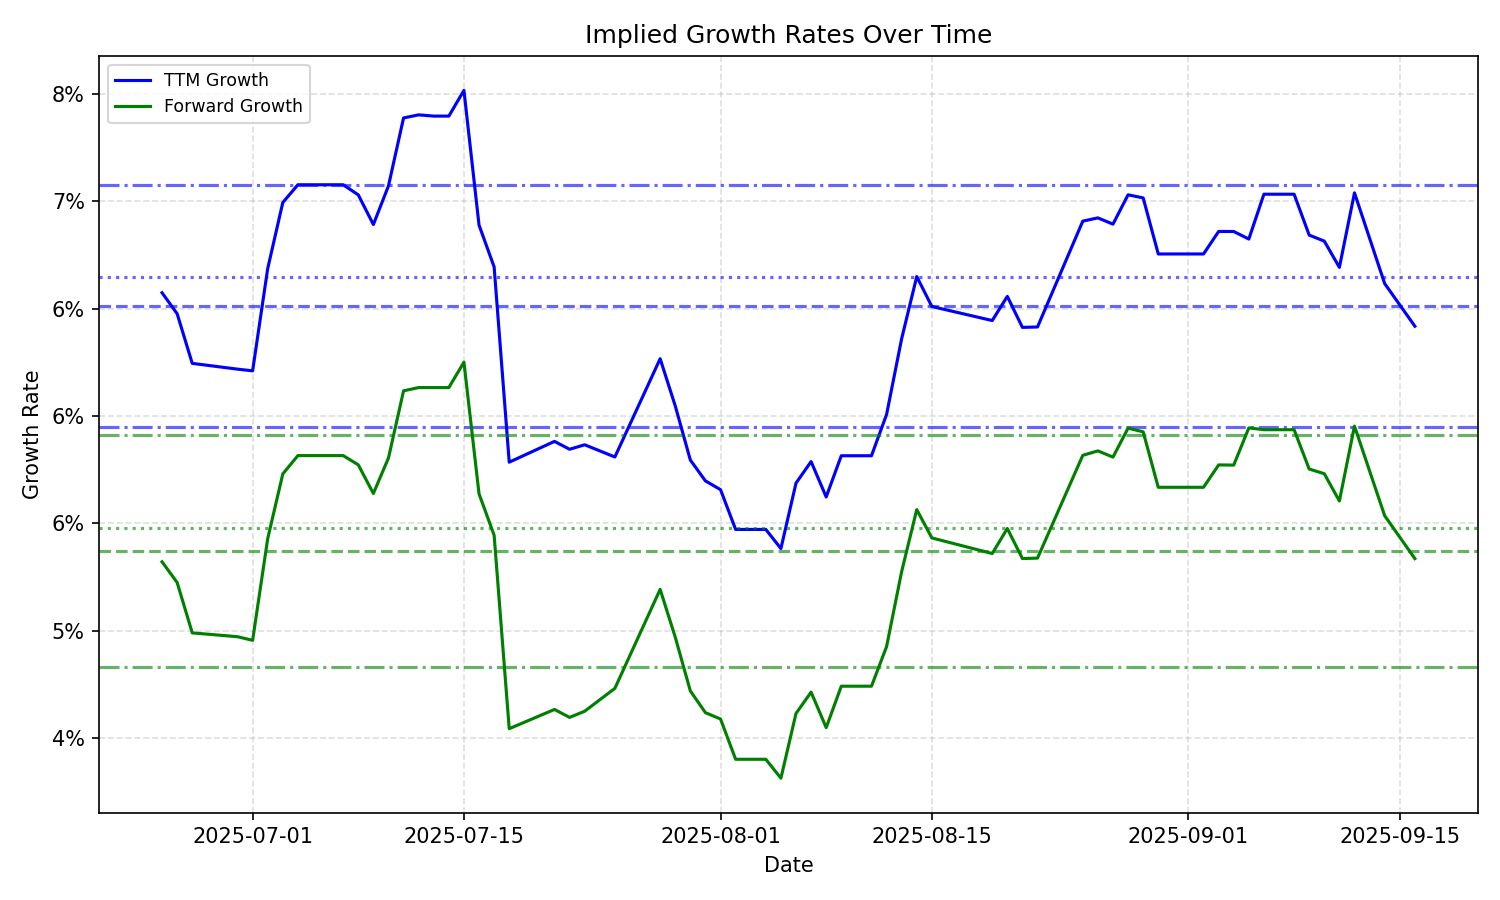 Implied Growth Rates Over Time
TTM Growth
Forward Growth
8%
7%
6%
6%
6%
5%
4%
Growth Rate
2025-07-01
2025-07-15
2025-08-01
2025-08-15
2025-09-01
2025-09-15
Date